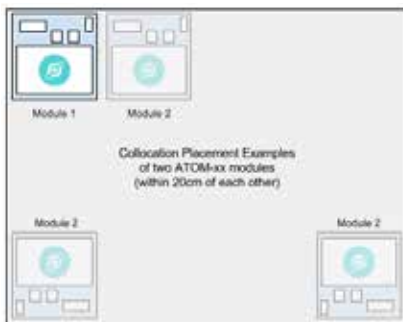 Module 1
Module 2
Collocation Placement Examples
of two ATOM-xx modules
(within 20cm of each other)
Module 2
Module 2